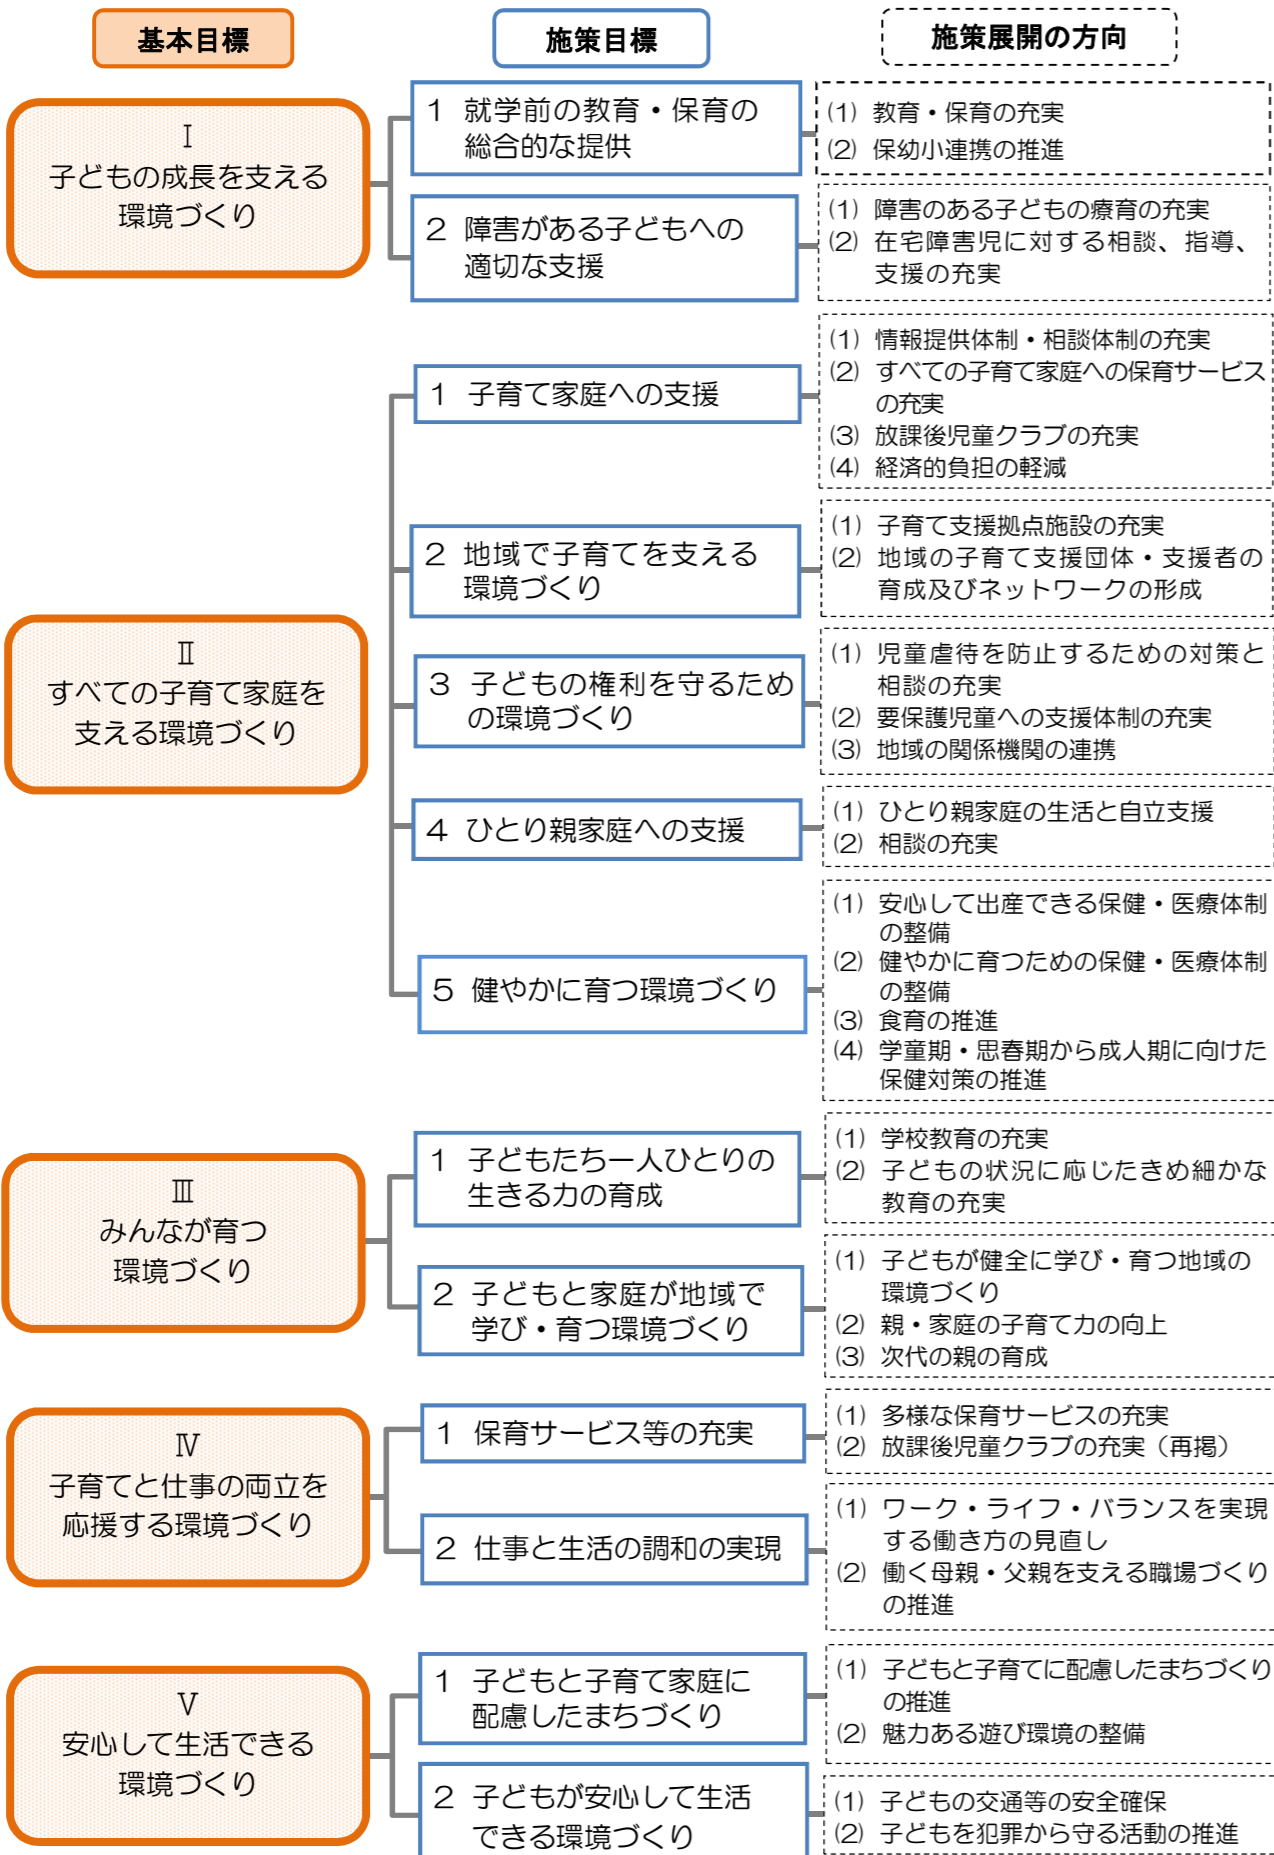 基本目標
施策目標
施策展開の方向
Ⅰ
子どもの成長を支える
環境づくり
1 就学前の教育・保育の
総合的な提供
(1) 教育・保育の充実
(2) 保幼小連携の推進
2 障害がある子どもへの
適切な支援
(1) 障害のある子どもの療育の充実
(2) 在宅障害児に対する相談、指導、
支援の充実
Ⅱ
すべての子育て家庭を
支える環境づくり
1 子育て家庭への支援
(1) 情報提供体制・相談体制の充実
(2) すべての子育て家庭への保育サービス
の充実
(3) 放課後児童クラブの充実
(4) 経済的負担の軽減
2 地域で子育てを支える
環境づくり
(1) 子育て支援拠点施設の充実
(2) 地域の子育て支援団体・支援者の
育成及びネットワークの形成
3 子どもの権利を守るため
の環境づくり
(1) 児童虐待を防止するための対策と
相談の充実
(2) 要保護児童への支援体制の充実
(3) 地域の関係機関の連携
4 ひとり親家庭への支援
(1) ひとり親家庭の生活と自立支援
(2) 相談の充実
5 健やかに育つ環境づくり
(1) 安心して出産できる保健・医療体制
の整備
(2) 健やかに育つための保健・医療体制
の整備
(3) 食育の推進
(4) 学童期・思春期から成人期に向けた
保健対策の推進
Ⅲ
みんなが育つ
環境づくり
1 子どもたち一人ひとりの
生きる力の育成
(1) 学校教育の充実
(2) 子どもの状況に応じたきめ細かな
教育の充実
2 子どもと家庭が地域で
学び・育つ環境づくり
(1) 子どもが健全に学び・育つ地域の
環境づくり
(2) 親・家庭の子育て力の向上
(3) 次代の親の育成
Ⅳ
子育てと仕事の両立を
応援する環境づくり
1 保育サービス等の充実
(1) 多様な保育サービスの充実
(2) 放課後児童クラブの充実（再掲）
2 仕事と生活の調和の実現
(1) ワーク・ライフ・バランスを実現
する働き方の見直し
(2) 働く母親・父親を支える職場づくり
の推進
Ⅴ
安心して生活できる
環境づくり
1 子どもと子育て家庭に
配慮したまちづくり
(1) 子どもと子育てに配慮したまちづくり
の推進
(2) 魅力ある遊び環境の整備
2 子どもが安心して生活
できる環境づくり
(1) 子どもの交通等の安全確保
(2) 子どもを犯罪から守る活動の推進